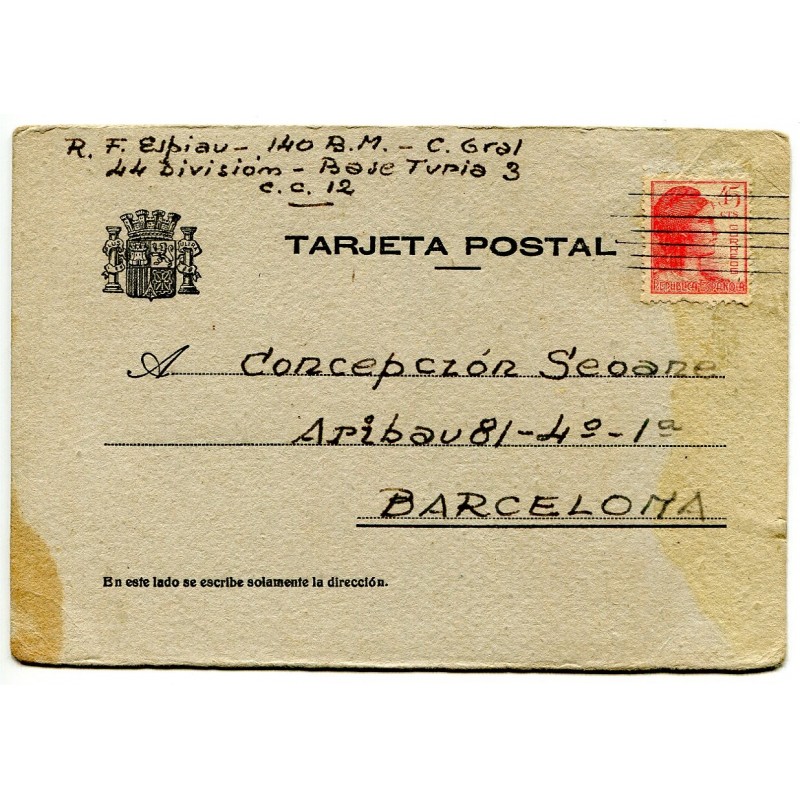 R. F. Espiau - 140 B.M. - C. Gral
44 División - Base Turia 3
C. C. 12
TARJETA POSTAL
45
CTS
CORREOS
REPUBLICA ESPAÑOLA
A Concepción Seoane
Aribau 81-4º-1ª
BARCELONA
En este lado se escribe solamente la dirección.